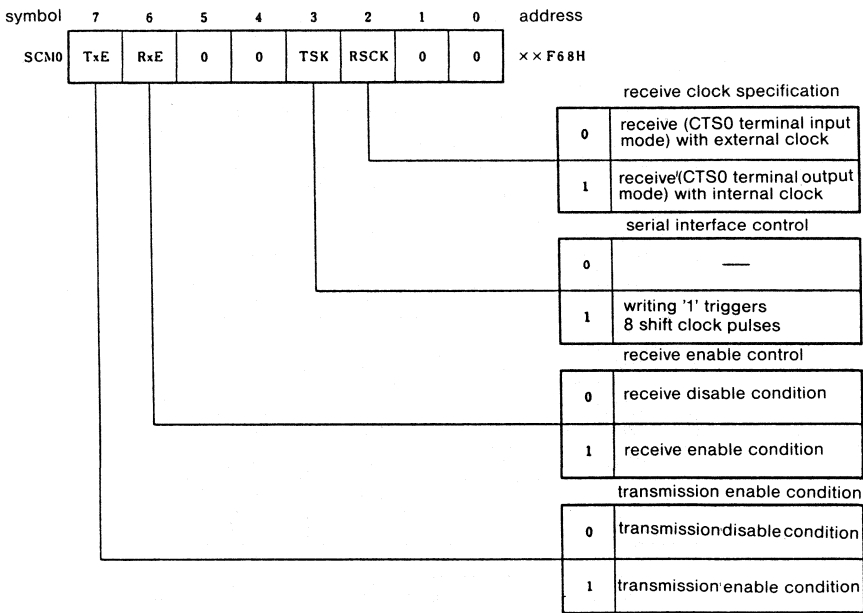 symbol 7 6 5 4 3 2 1 0 address
SCM0 TxE RxE 0 0 TSK RSCK 0 0 ××F68H
receive clock specification
0 receive (CTS0 terminal input
mode) with external clock
1 receive (CTS0 terminal output
mode) with internal clock
serial interface control
0 —
1 writing '1' triggers
8 shift clock pulses
receive enable control
0 receive disable condition
1 receive enable condition
transmission enable condition
0 transmission disable condition
1 transmission enable condition